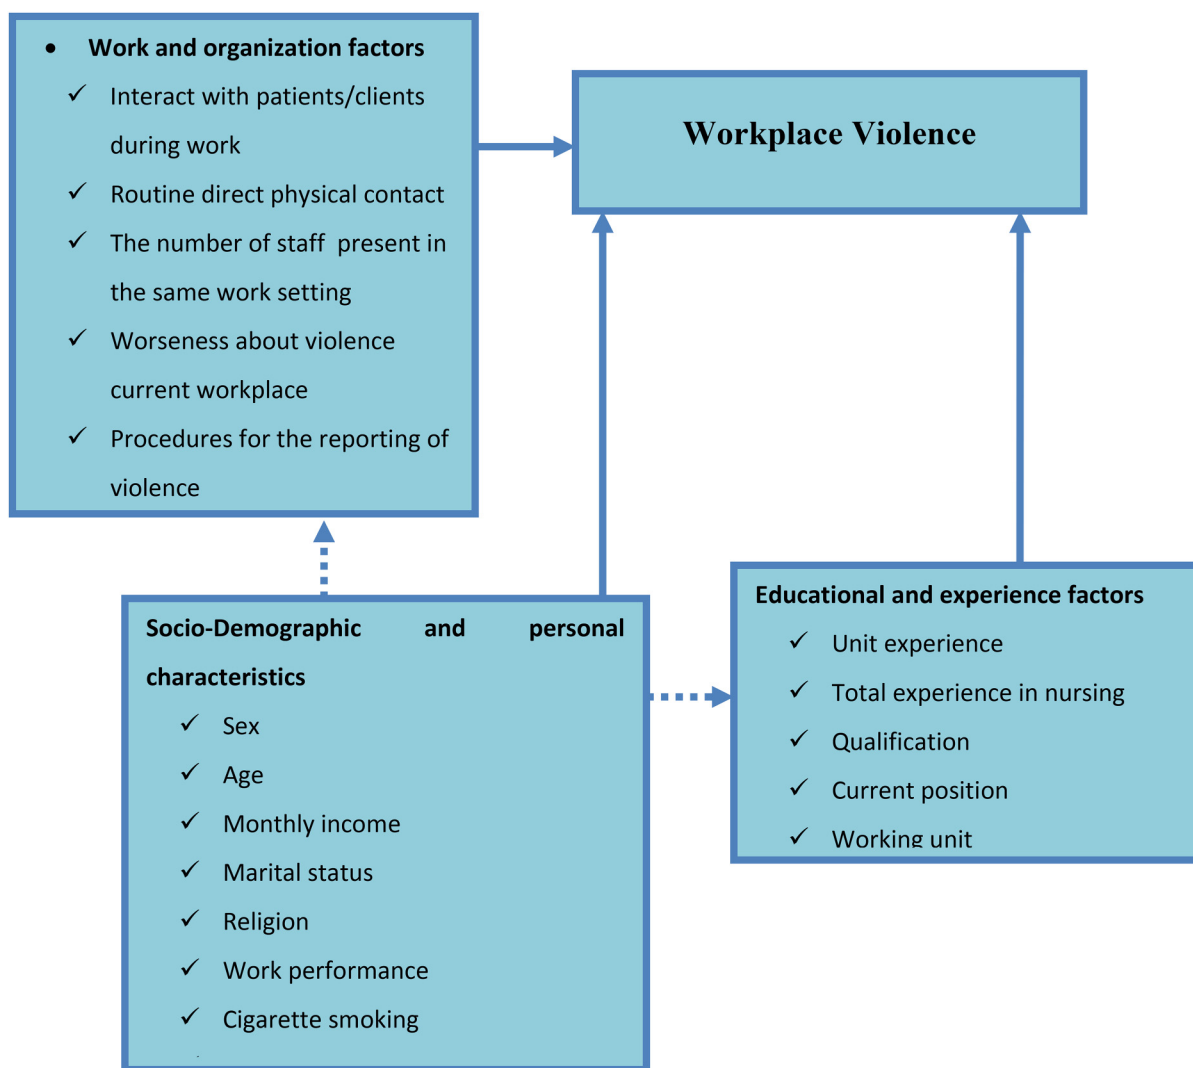 • Work and organization factors
✓ Interact with patients/clients
during work
✓ Routine direct physical contact
✓ The number of staff present in
the same work setting
✓ Worseness about violence
current workplace
✓ Procedures for the reporting of
violence
Workplace Violence
Socio-Demographic and personal
characteristics
✓ Sex
✓ Age
✓ Monthly income
✓ Marital status
✓ Religion
✓ Work performance
✓ Cigarette smoking
Educational and experience factors
✓ Unit experience
✓ Total experience in nursing
✓ Qualification
✓ Current position
✓ Working unit